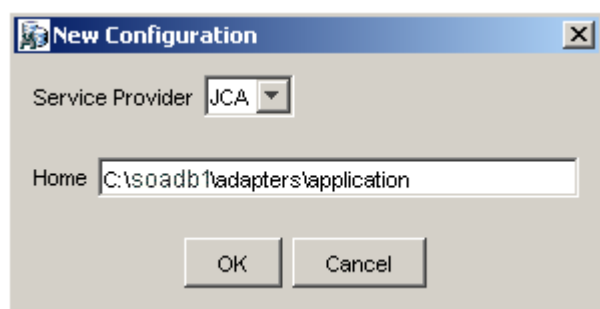 New Configuration
Service Provider JCA
Home C:\soadb1\adapters\application
OK Cancel